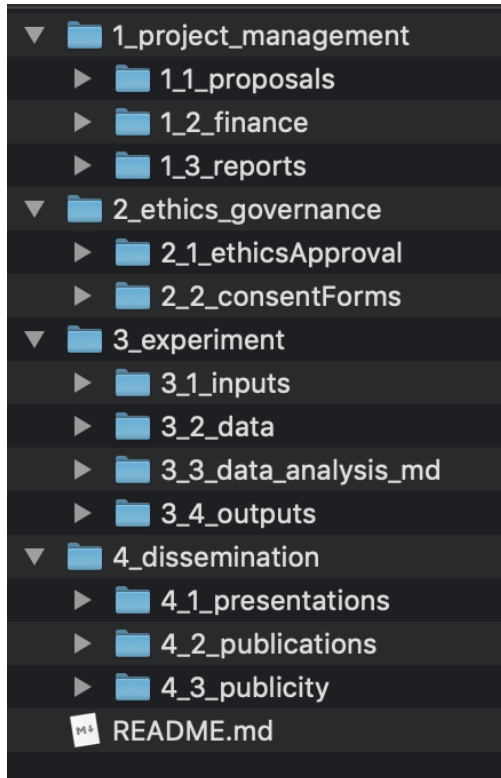 1_project_management
1_1_proposals
1_2_finance
1_3_reports
2_ethics_governance
2_1_ethicsApproval
2_2_consentForms
3_experiment
3_1_inputs
3_2_data
3_3_data_analysis_md
3_4_outputs
4_dissemination
4_1_presentations
4_2_publications
4_3_publicity
M↓ README.md